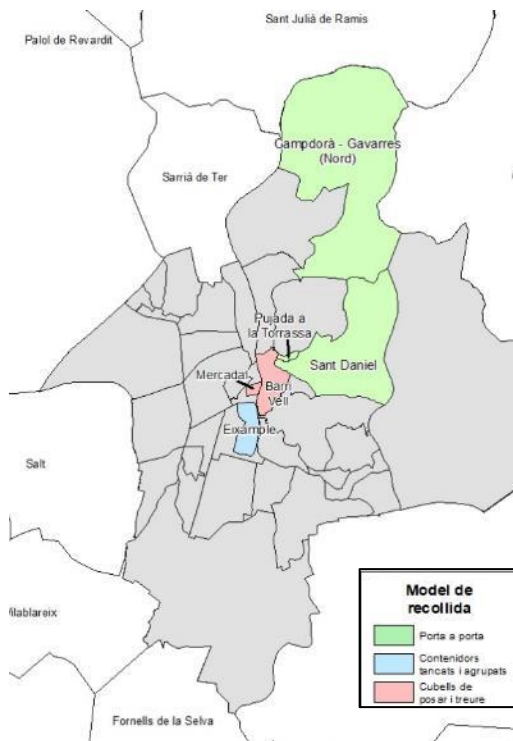 Sant Julià de Ramis
Palol de Revardit
Campdorà - Gavarres
(Nord)
Sarrià de Ter
Pujada a
la Torrassa
Sant Daniel
Mercadal
Barri
Vell
Eixample
Salt
Vilablareix
Fornells de la Selva
Model de
recollida
Porta a porta
Contenidors
tancats i agrupats
Cubells de
posar i treure